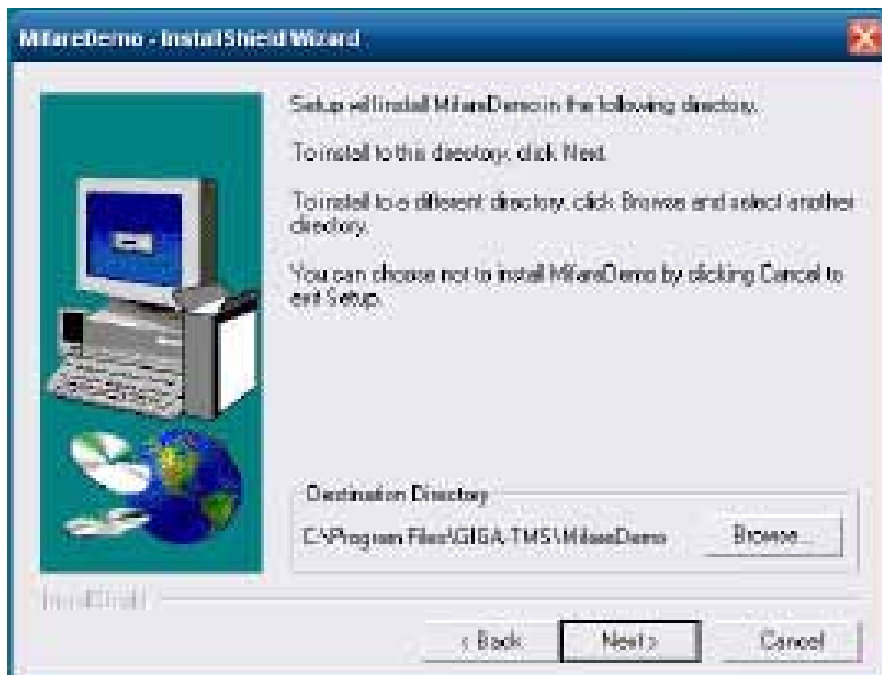 MifareDemo - InstallShield Wizard
Setup will install MifareDemo in the following directory.
To install to this directory, click Next.
To install to a different directory, click Browse and select another
directory.
You can choose not to install MifareDemo by clicking Cancel to
exit Setup.
Destination Directory
C:\Program Files\GIGA-TMS\MifareDemo
Browse...
InstallShield
< Back
Next >
Cancel